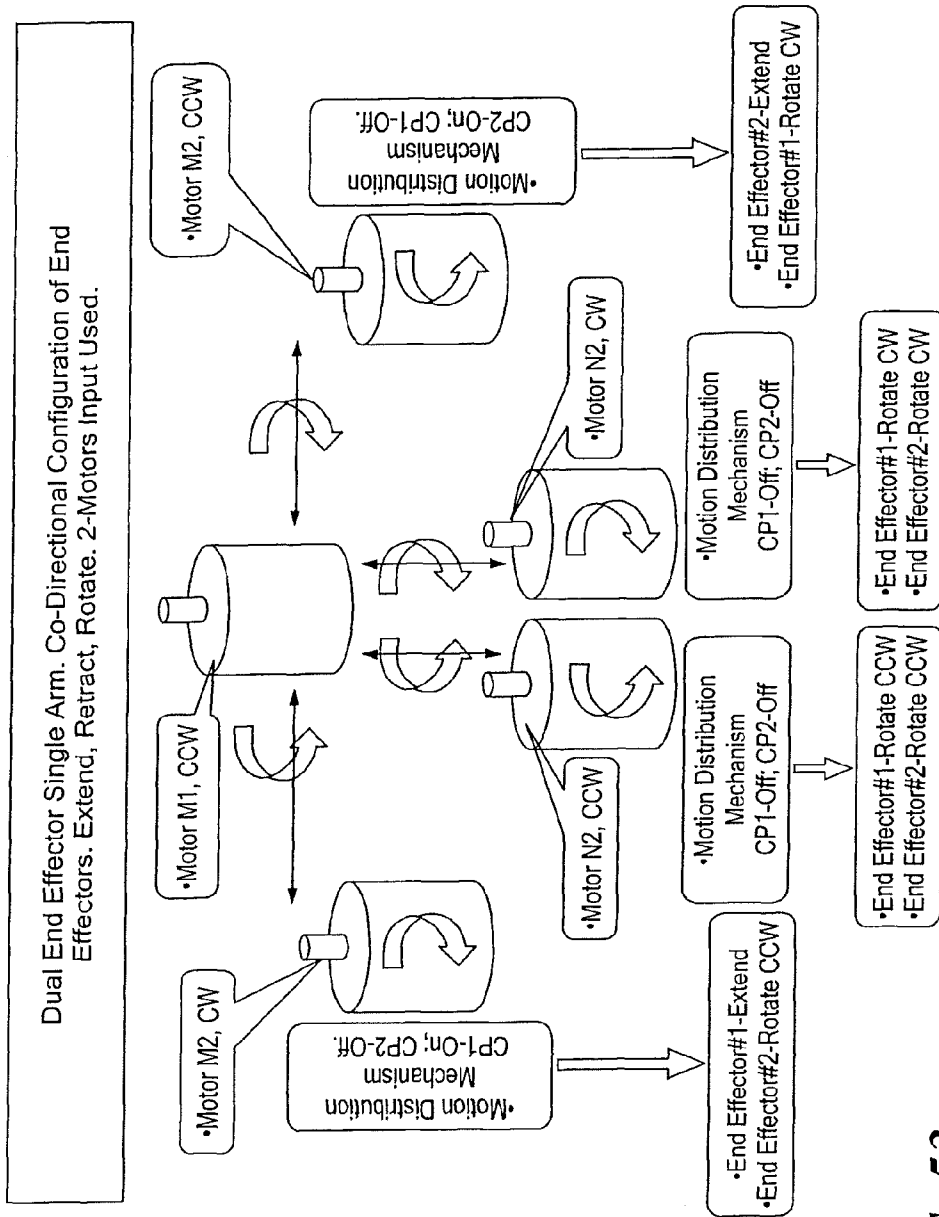 Dual End Effector Single Arm. Co-Directional Configuration of End
Effectors. Extend, Retract, Rotate. 2-Motors Input Used.
•Motor M1, CCW
•Motor M2, CW
•Motor M2, CCW
•Motion Distribution
Mechanism
CP1-On; CP2-Off.
•Motion Distribution
Mechanism
CP2-On; CP1-Off.
•Motor N2, CCW
•Motor N2, CW
•Motion Distribution
Mechanism
CP1-Off; CP2-Off
•Motion Distribution
Mechanism
CP1-Off; CP2-Off
•End Effector#1-Extend
•End Effector#2-Rotate CCW
•End Effector#2-Extend
•End Effector#1-Rotate CW
•End Effector#1-Rotate CCW
•End Effector#2-Rotate CCW
•End Effector#1-Rotate CW
•End Effector#2-Rotate CW